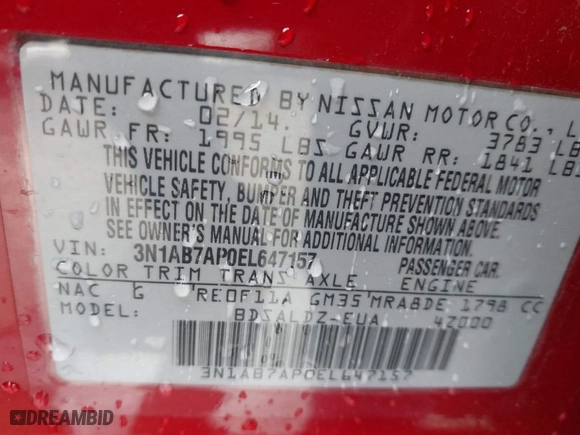 MANUFACTURED BY NISSAN MOTOR CO., L
DATE: 02/14. GVWR: 3783 LB
GAWR FR: 1995 LBS GAWR RR: 1841 LBS
THIS VEHICLE CONFORMS TO ALL APPLICABLE FEDERAL MOTOR
VEHICLE SAFETY, BUMPER AND THEFT PREVENTION STANDARDS
IN EFFECT ON THE DATE OF MANUFACTURE SHOWN ABOVE.
SEE OWNER'S MANUAL FOR ADDITIONAL INFORMATION.
VIN: 3N1AB7AP0EL647157 PASSENGER CAR.
COLOR TRIM TRANS AXLE ENGINE
NAC G RE0F11A GM35 MRA8DE 1798 CC
BDSALDZ-EUA 4Z000
3N1AB7AP0EL647157
DREAMBID